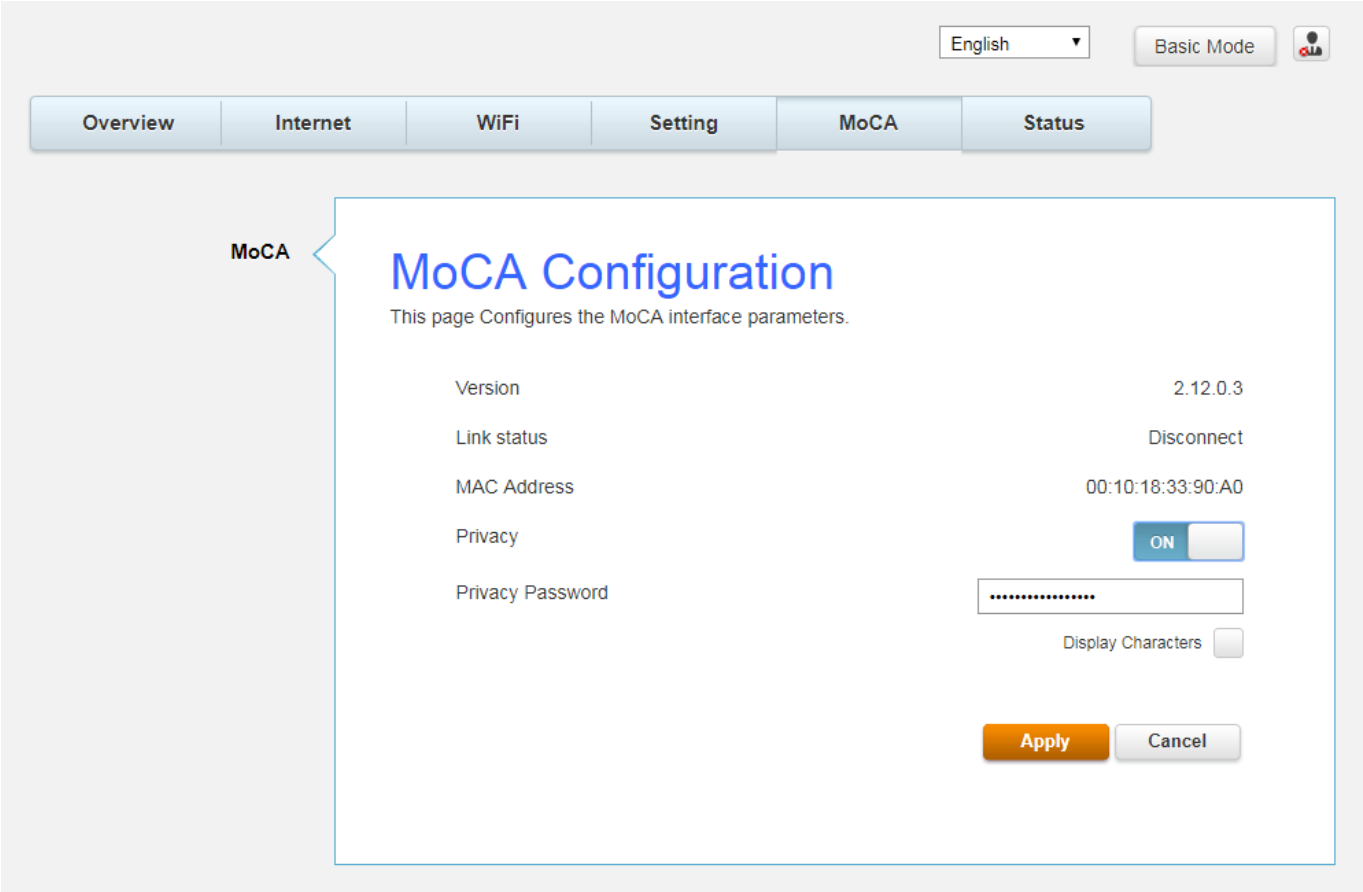 English
Basic Mode
Overview Internet WiFi Setting MoCA Status
MoCA
MoCA Configuration
This page Configures the MoCA interface parameters.
Version 2.12.0.3
Link status Disconnect
MAC Address 00:10:18:33:90:A0
Privacy ON
Privacy Password •••••••••••••••••
Display Characters
Apply Cancel